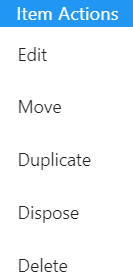 Item Actions
Edit
Move
Duplicate
Dispose
Delete